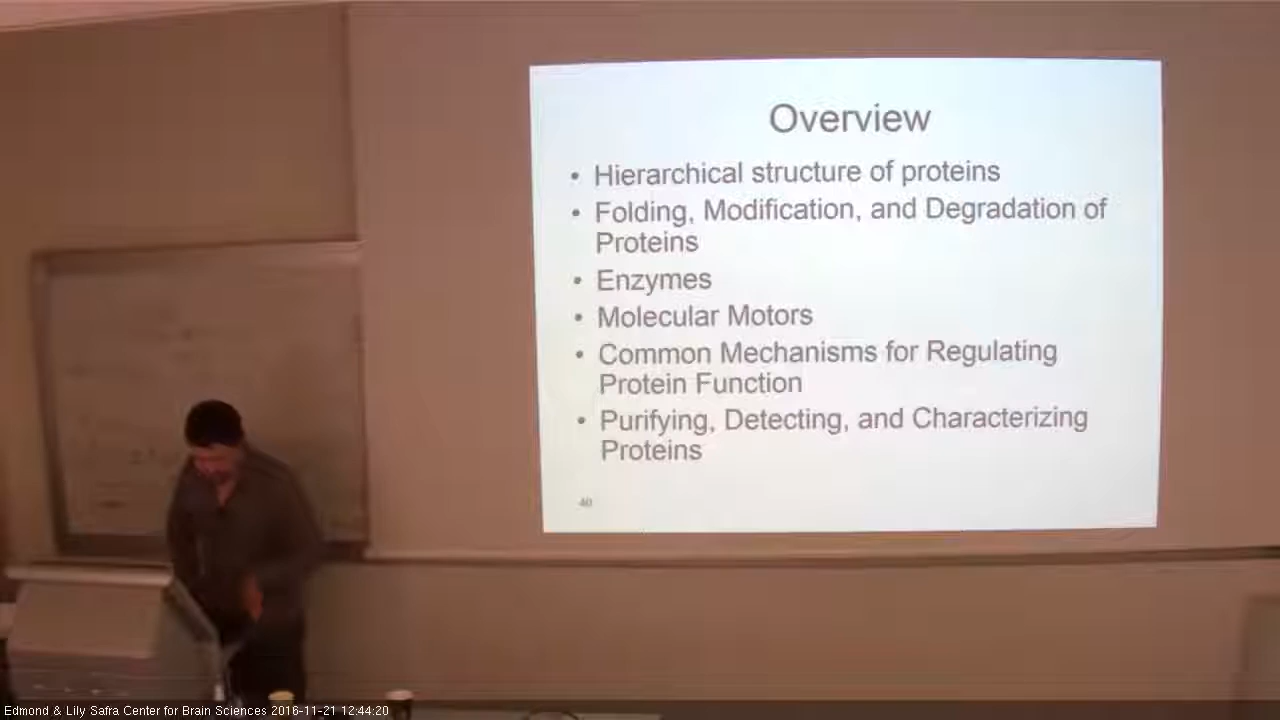 Overview
• Hierarchical structure of proteins
• Folding, Modification, and Degradation of
Proteins
• Enzymes
• Molecular Motors
• Common Mechanisms for Regulating
Protein Function
• Purifying, Detecting, and Characterizing
Proteins
40
Edmond & Lily Safra Center for Brain Sciences 2016-11-21 12:44:20